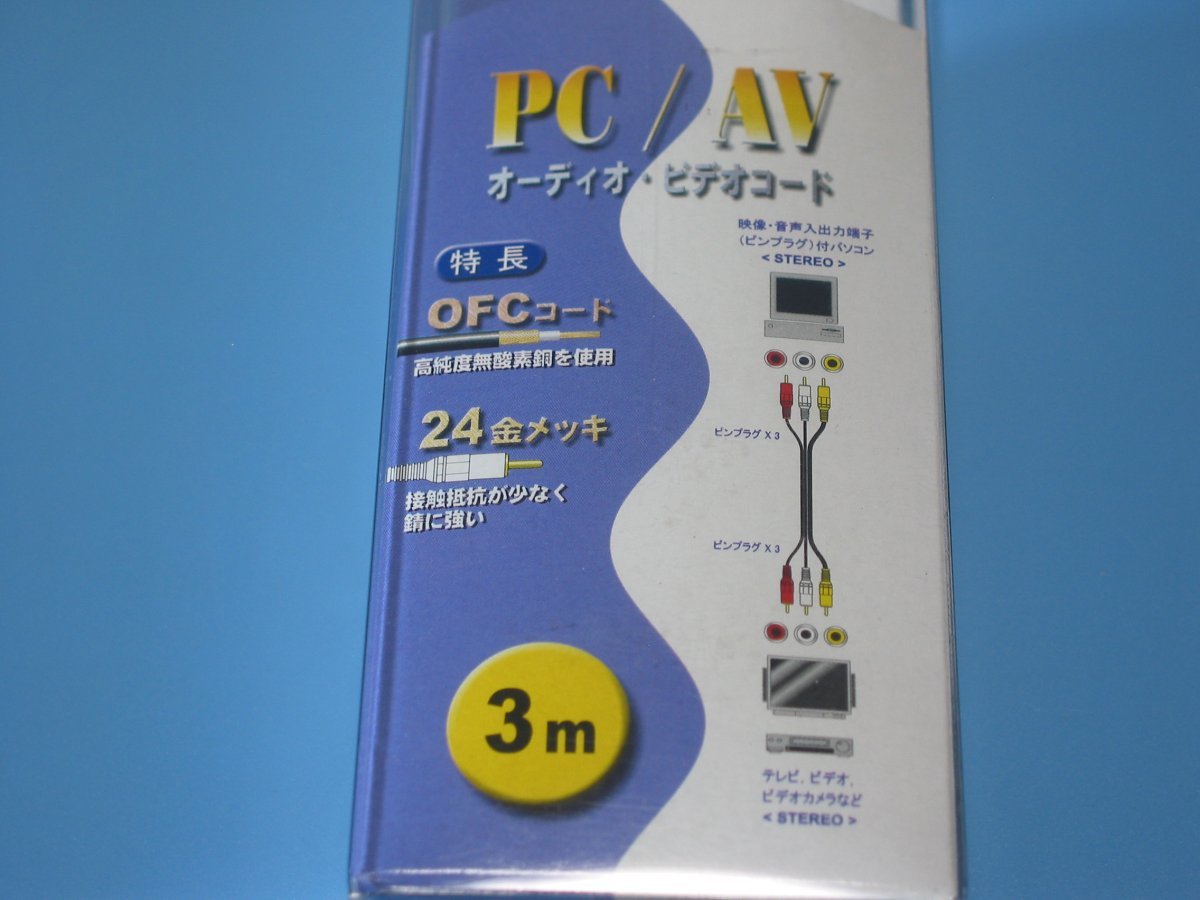 PC / AV
オーディオ・ビデオコード
特長
OFCコード
高純度無酸素銅を使用
24金メッキ
接触抵抗が少なく
錆に強い
3m
映像・音声入出力端子
(ピンプラグ)付パソコン
< STEREO >
ピンプラグ X 3
ピンプラグ X 3
テレビ, ビデオ,
ビデオカメラなど
< STEREO >